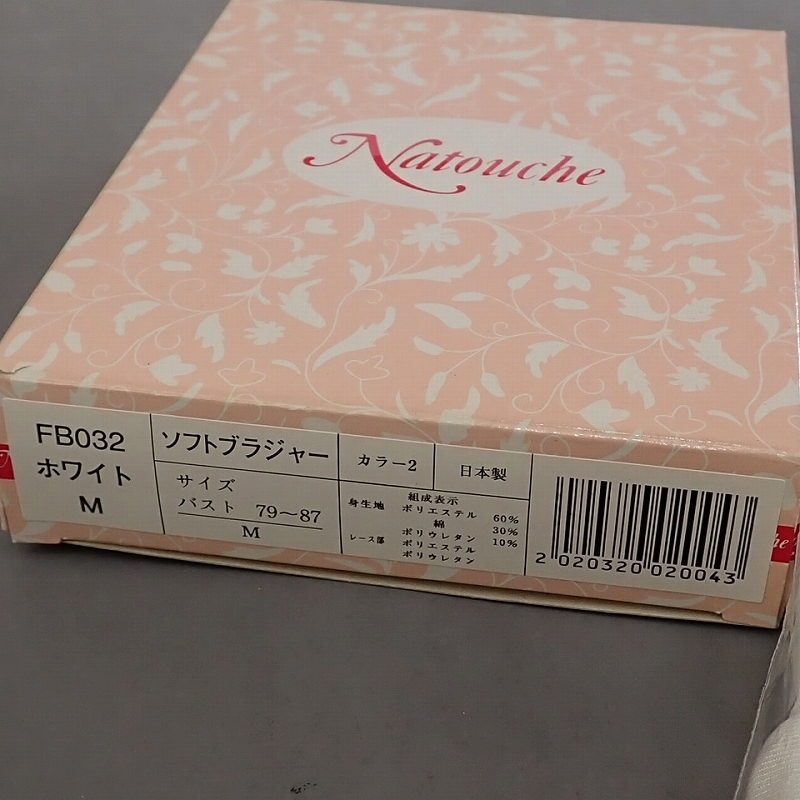 Natouche
FB032
ホワイト
M
ソフトブラジャー
サイズ
バスト 79〜87
M
カラー2
日本製
組成表示
身生地 ポリエステル 60%
綿 30%
ポリウレタン 10%
レース部 ポリエステル
ポリウレタン
2 020320 020043
he